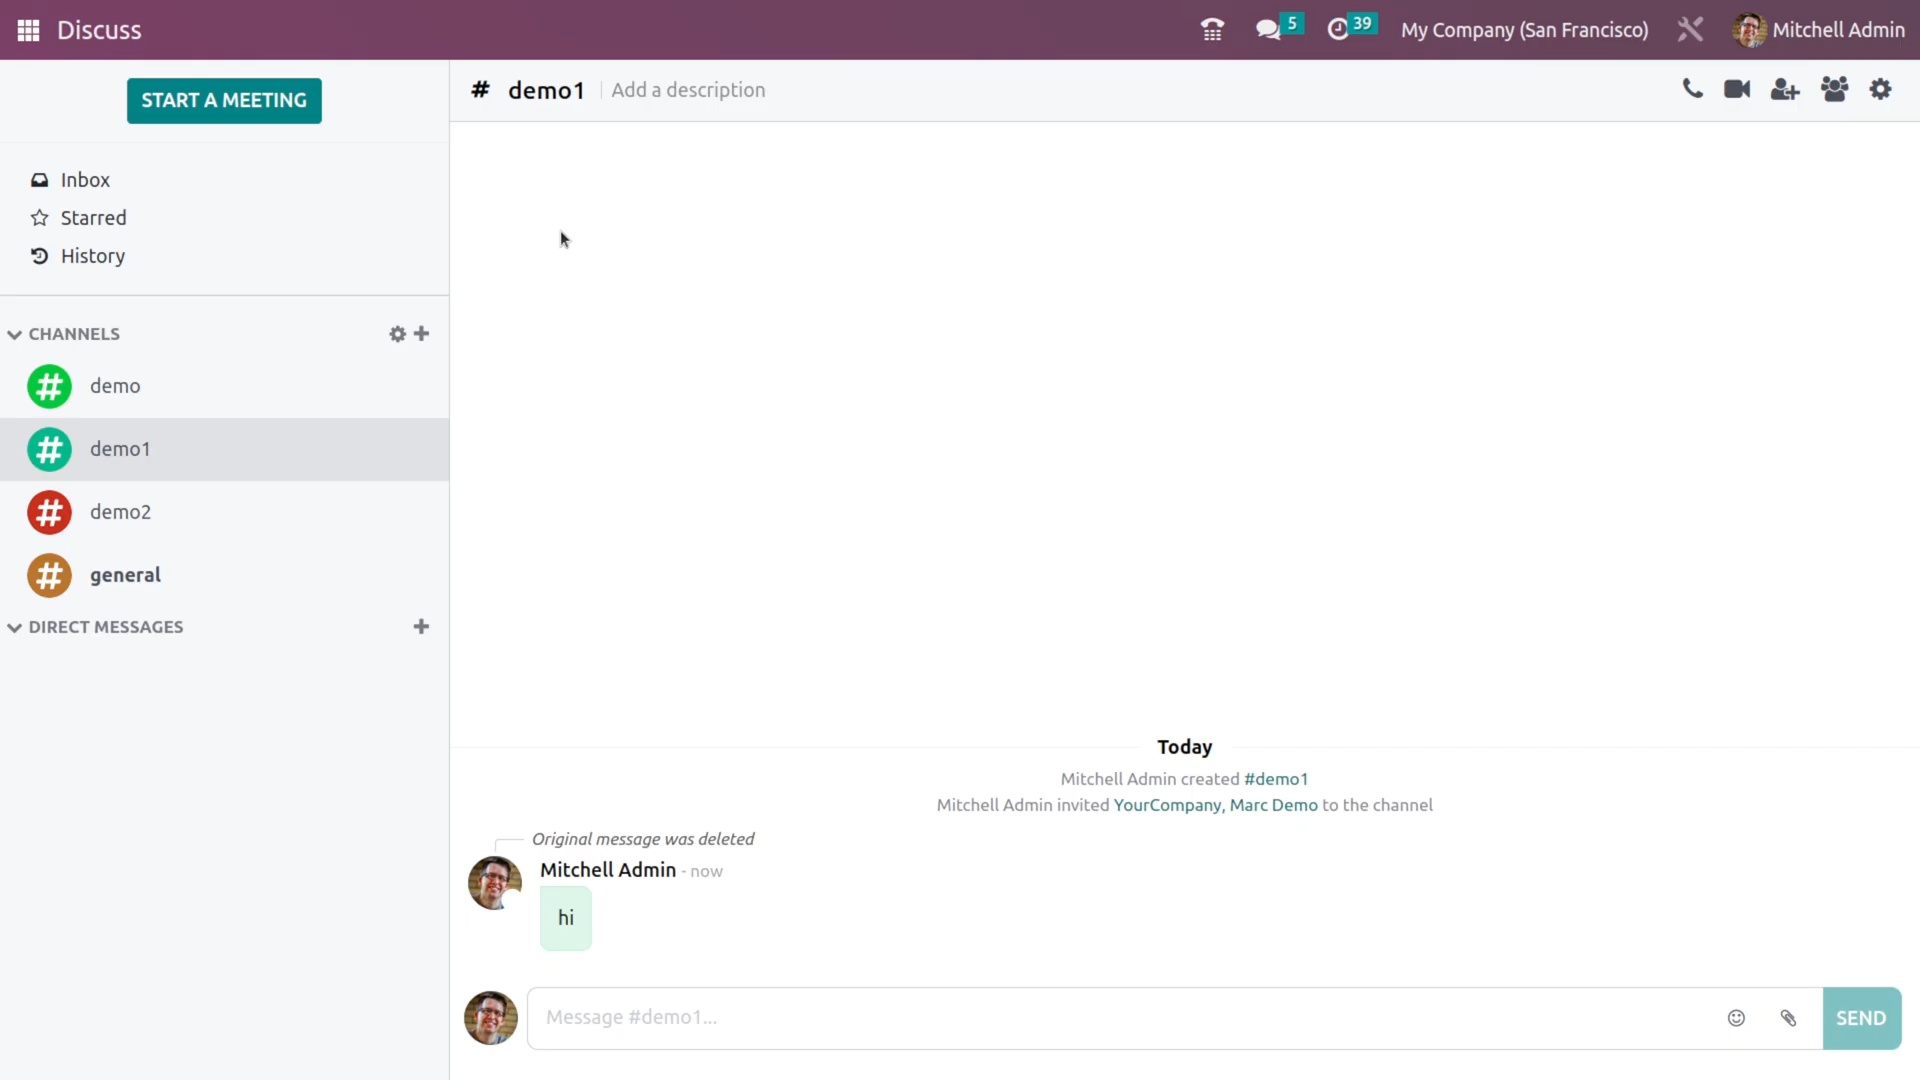 Discuss
5
39
My Company (San Francisco)
Mitchell Admin
START A MEETING
# demo1
Add a description
Inbox
Starred
History
CHANNELS
# demo
# demo1
# demo2
# general
DIRECT MESSAGES
Today
Mitchell Admin created #demo1
Mitchell Admin invited YourCompany, Marc Demo to the channel
Original message was deleted
Mitchell Admin - now
hi
Message #demo1...
SEND